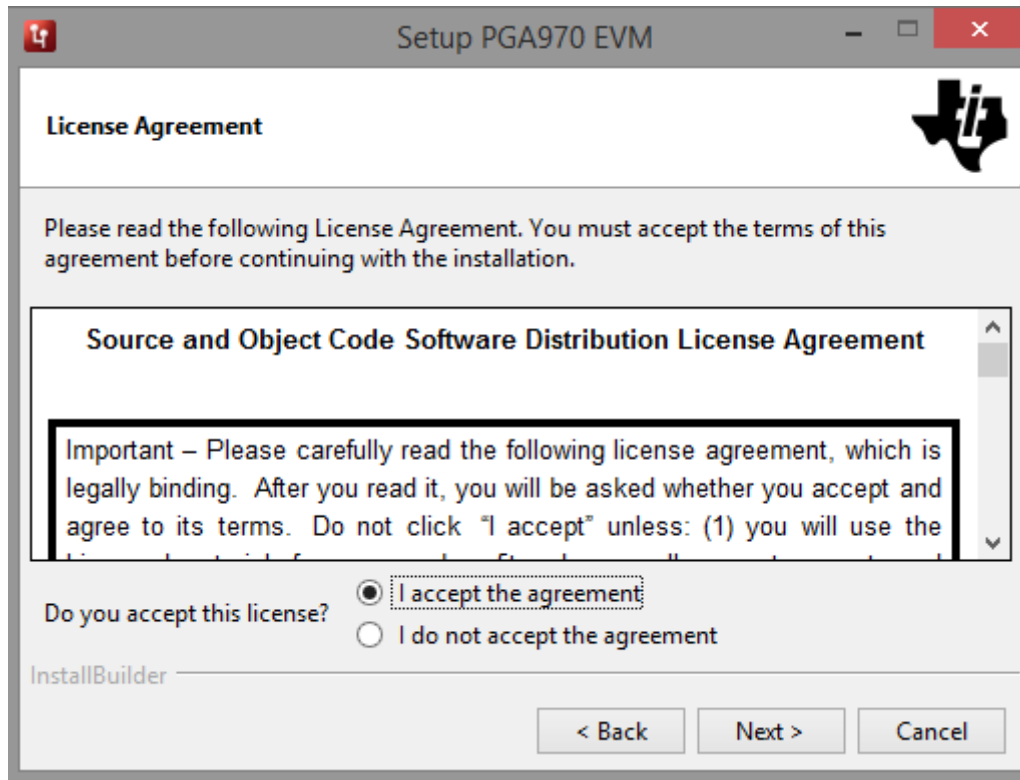 Setup PGA970 EVM
License Agreement
Please read the following License Agreement. You must accept the terms of this
agreement before continuing with the installation.
Source and Object Code Software Distribution License Agreement
Important – Please carefully read the following license agreement, which is
legally binding.  After you read it, you will be asked whether you accept and
agree to its terms.  Do not click “I accept” unless: (1) you will use the
Do you accept this license?
I accept the agreement
I do not accept the agreement
InstallBuilder
< Back
Next >
Cancel